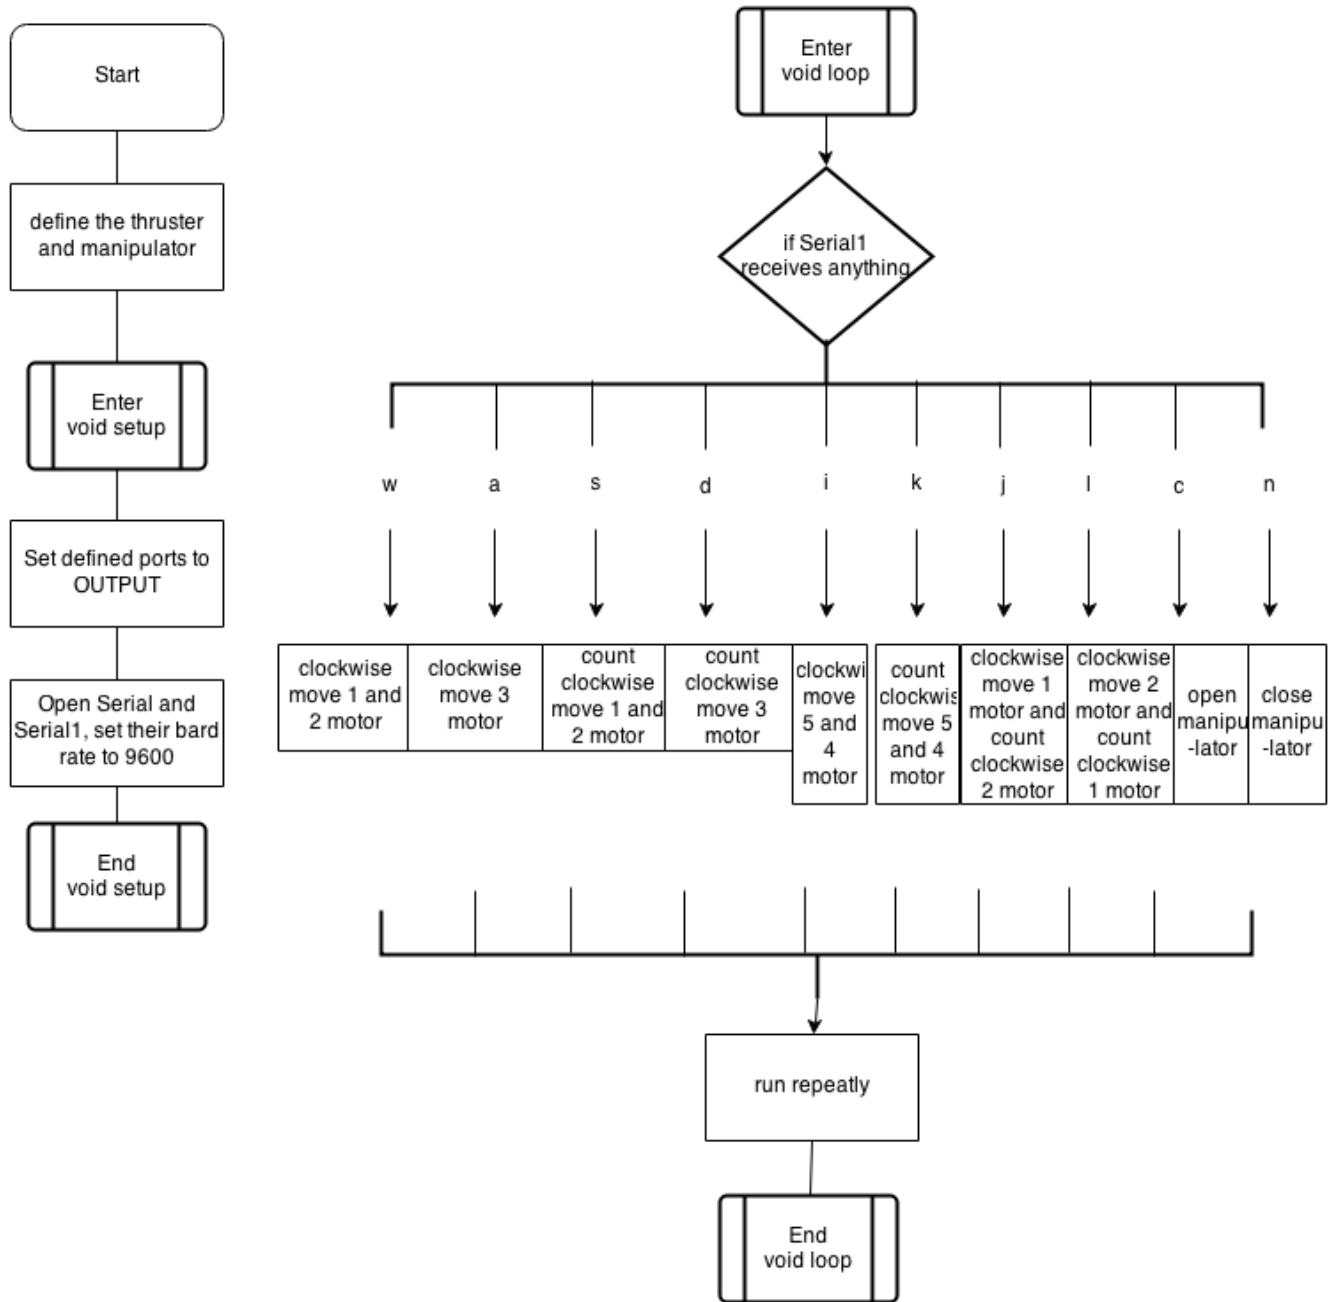 Start
define the thruster
and manipulator
Enter
void setup
Set defined ports to
OUTPUT
Open Serial and
Serial1, set their bard
rate to 9600
End
void setup
Enter
void loop
if Serial1
receives anything
w
a
s
d
i
k
j
l
c
n
clockwise
move 1 and
2 motor
clockwise
move 3
motor
count
clockwise
move 1 and
2 motor
count
clockwise
move 3
motor
clockwi
move
5 and
4
motor
count
clockwis
move 5
and 4
motor
clockwise
move 1
motor and
count
clockwise
2 motor
clockwise
move 2
motor and
count
clockwise
1 motor
open
manipu
-lator
close
manipu
-lator
run repeatly
End
void loop